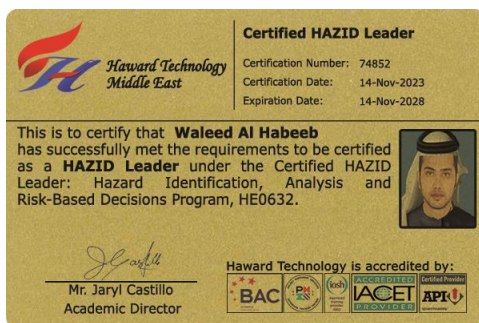 Haward Technology
Middle East
Certified HAZID Leader
Certification Number: 74852
Certification Date: 14-Nov-2023
Expiration Date: 14-Nov-2028
This is to certify that Waleed Al Habeeb
has successfully met the requirements to be certified
as a HAZID Leader under the Certified HAZID
Leader: Hazard Identification, Analysis and
Risk-Based Decisions Program, HE0632.
Mr. Jaryl Castillo
Academic Director
Haward Technology is accredited by:
BAC
iosh
ACCREDITED
IACET
PROVIDER
Certified Provider
API